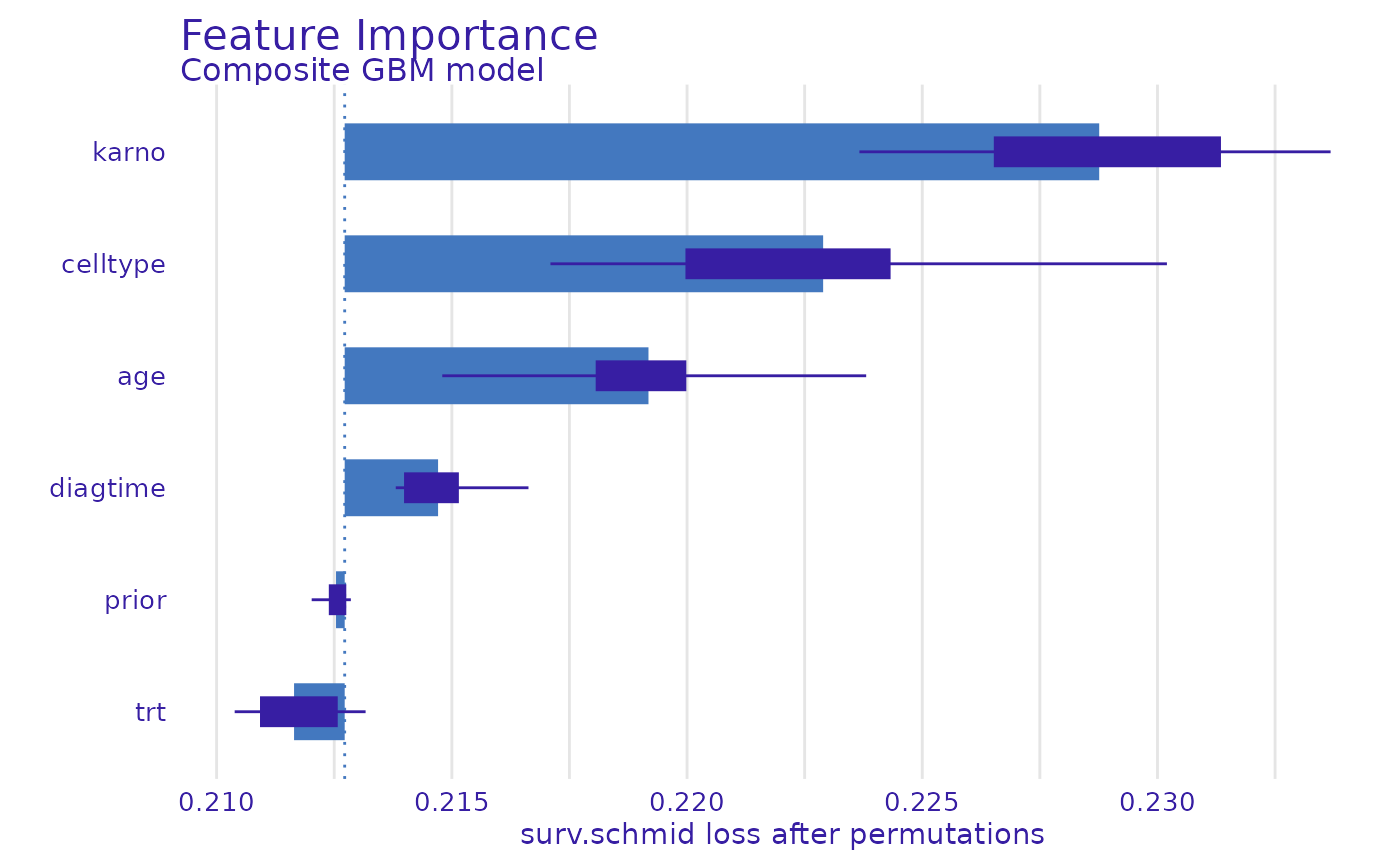 Feature Importance
Composite GBM model
karno
celltype
age
diagtime
prior
trt
0.210 0.215 0.220 0.225 0.230
surv.schmid loss after permutations